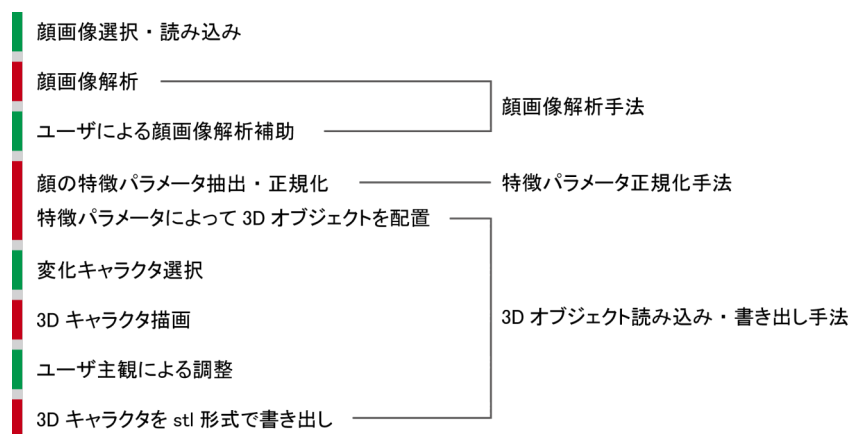 顔画像選択・読み込み
顔画像解析
顔画像解析手法
ユーザによる顔画像解析補助
顔の特徴パラメータ抽出・正規化
特徴パラメータ正規化手法
特徴パラメータによって 3D オブジェクトを配置
変化キャラクタ選択
3D キャラクタ描画
3D オブジェクト読み込み・書き出し手法
ユーザ主観による調整
3D キャラクタを stl 形式で書き出し